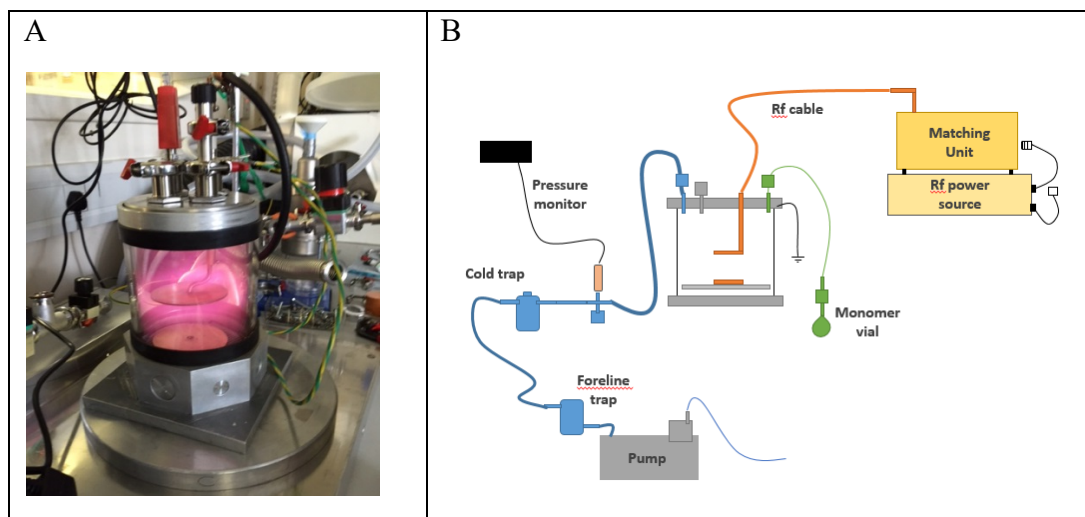 A
B
Rf cable
Matching
Unit
Rf power
source
Pressure
monitor
Cold trap
Monomer
vial
Foreline
trap
Pump